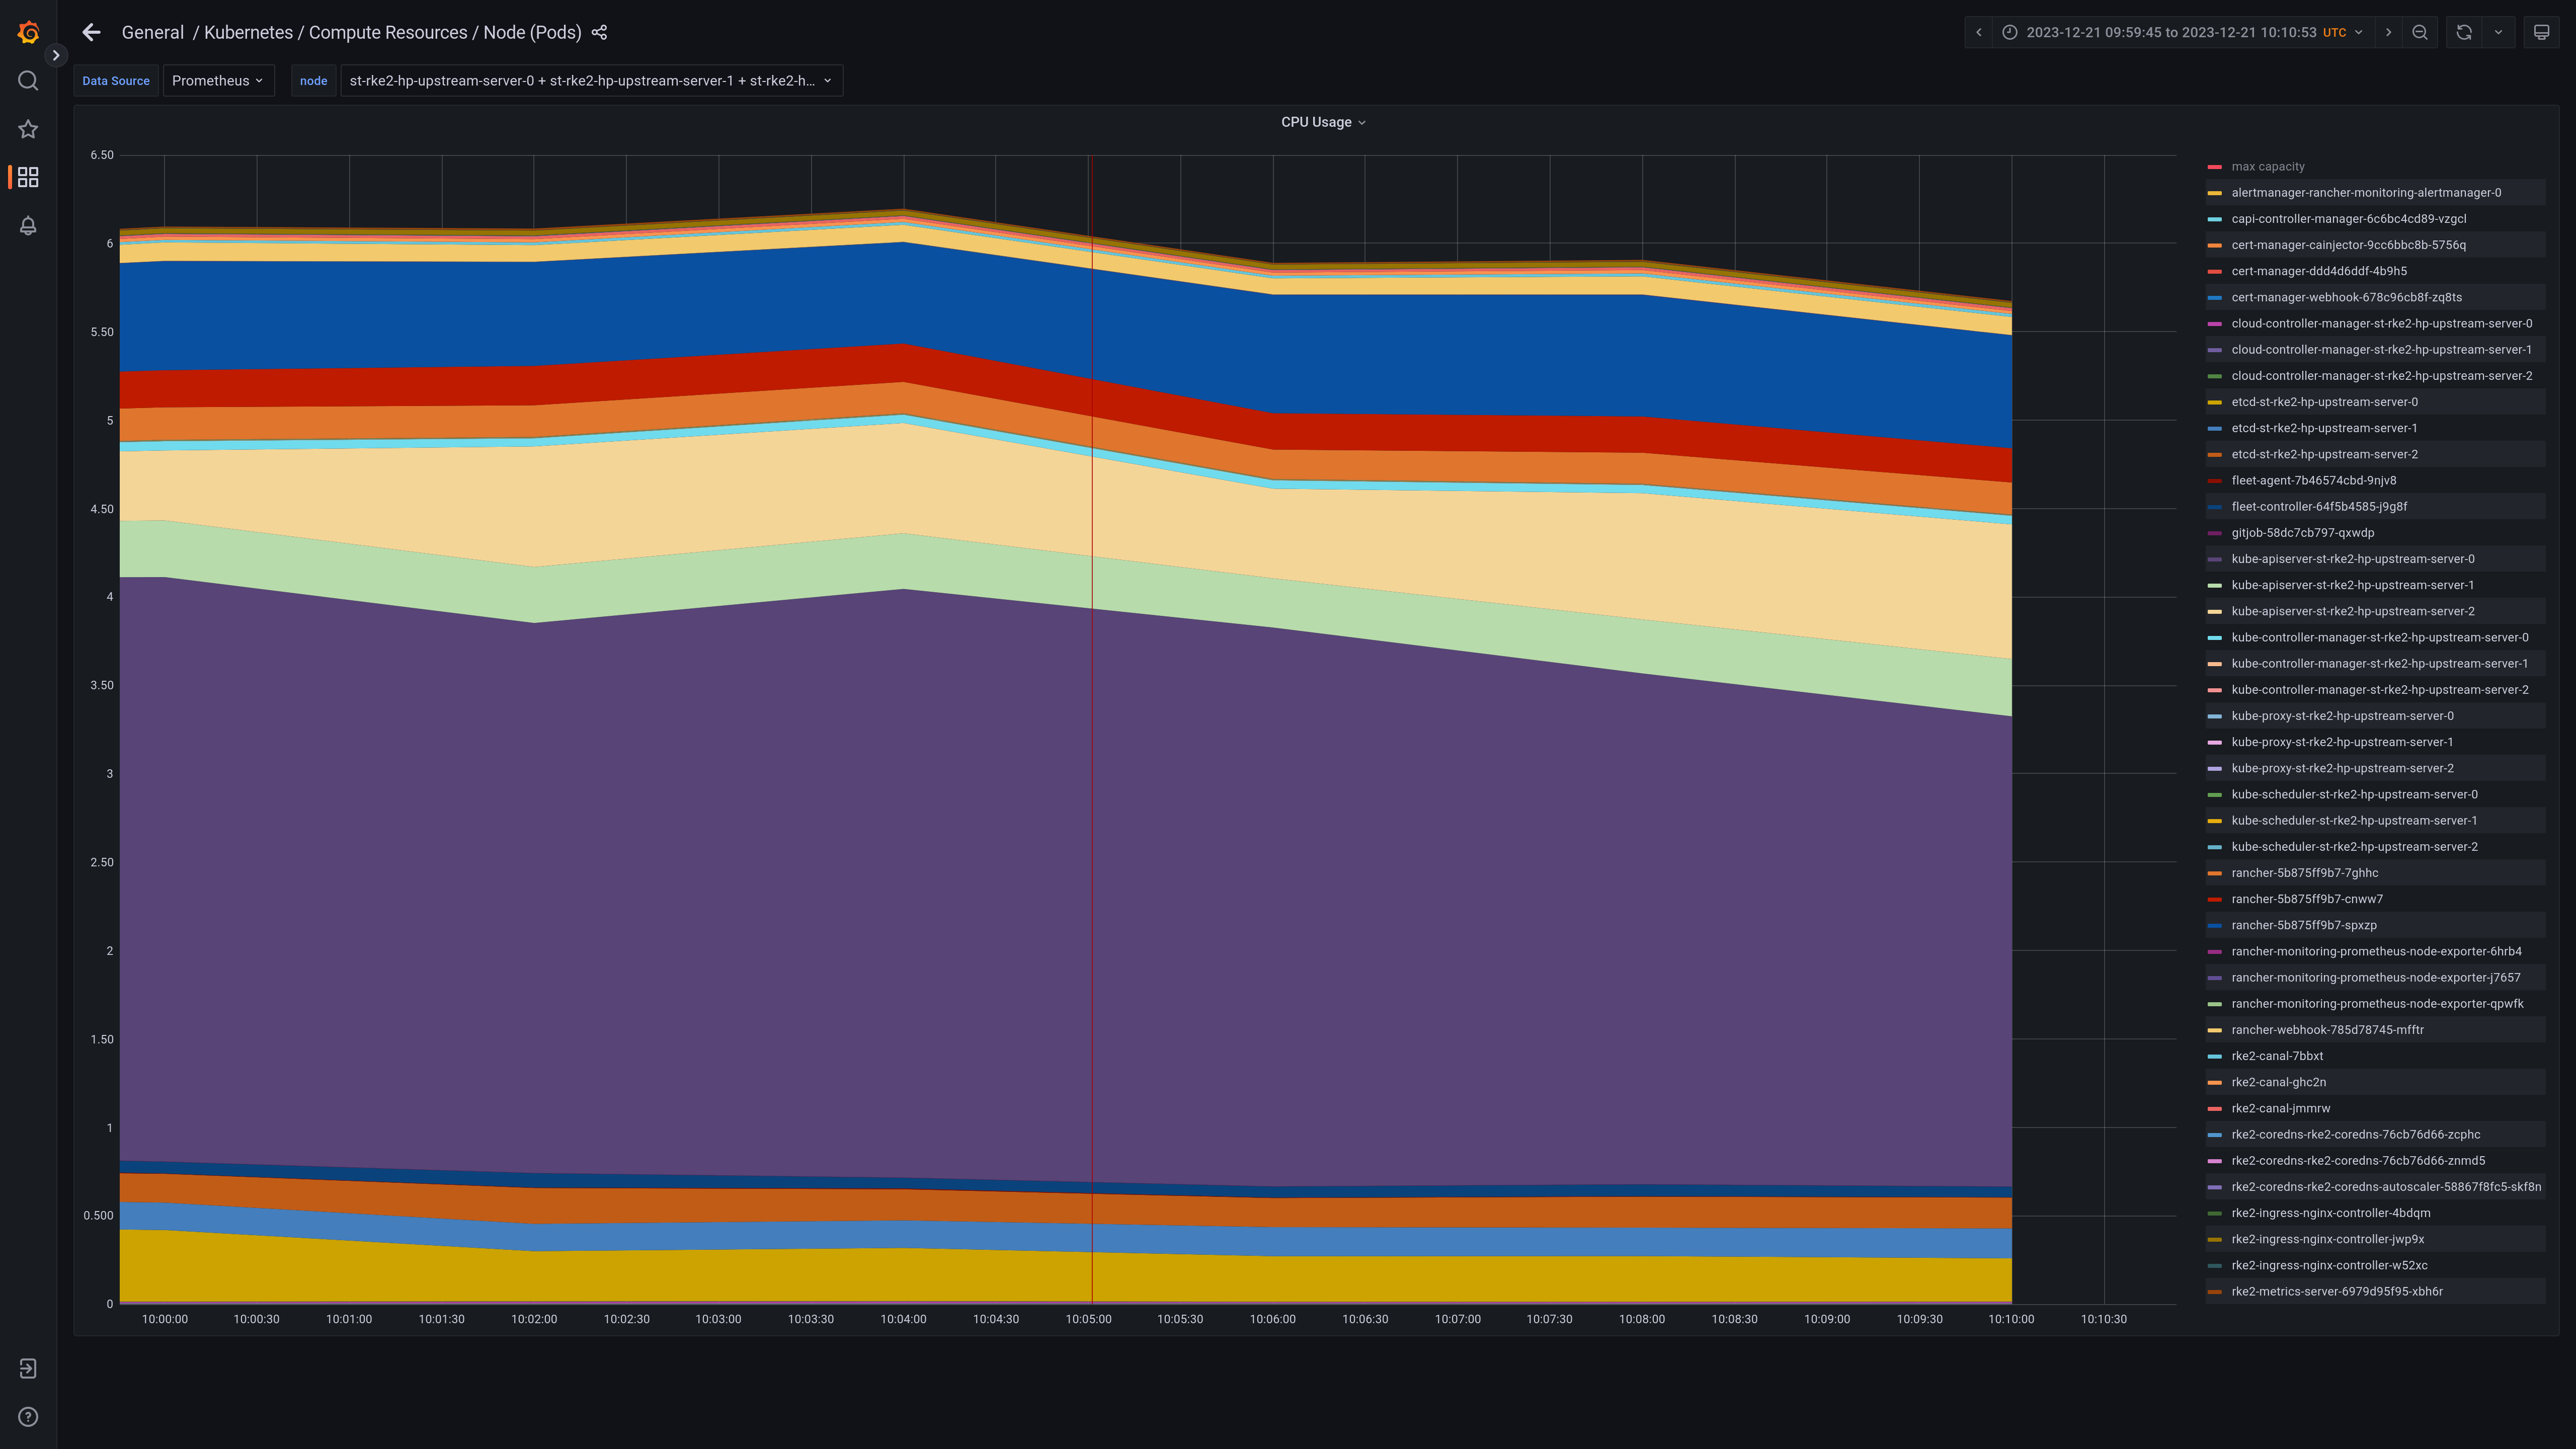 General / Kubernetes / Compute Resources / Node (Pods)
2023-12-21 09:59:45 to 2023-12-21 10:10:53 UTC
Data Source Prometheus node st-rke2-hp-upstream-server-0 + st-rke2-hp-upstream-server-1 + st-rke2-h...
CPU Usage
6.50
6
5.50
5
4.50
4
3.50
3
2.50
2
1.50
1
0.500
0
10:00:00 10:00:30 10:01:00 10:01:30 10:02:00 10:02:30 10:03:00 10:03:30 10:04:00 10:04:30 10:05:00 10:05:30 10:06:00 10:06:30 10:07:00 10:07:30 10:08:00 10:08:30 10:09:00 10:09:30 10:10:00 10:10:30
max capacity
alertmanager-rancher-monitoring-alertmanager-0
capi-controller-manager-6c6bc4cd89-vzgcl
cert-manager-cainjector-9cc6bbc8b-5756q
cert-manager-ddd4d6ddf-4b9h5
cert-manager-webhook-678c96cb8f-zq8ts
cloud-controller-manager-st-rke2-hp-upstream-server-0
cloud-controller-manager-st-rke2-hp-upstream-server-1
cloud-controller-manager-st-rke2-hp-upstream-server-2
etcd-st-rke2-hp-upstream-server-0
etcd-st-rke2-hp-upstream-server-1
etcd-st-rke2-hp-upstream-server-2
fleet-agent-7b46574cbd-9njv8
fleet-controller-64f5b4585-j9g8f
gitjob-58dc7cb797-qxwdp
kube-apiserver-st-rke2-hp-upstream-server-0
kube-apiserver-st-rke2-hp-upstream-server-1
kube-apiserver-st-rke2-hp-upstream-server-2
kube-controller-manager-st-rke2-hp-upstream-server-0
kube-controller-manager-st-rke2-hp-upstream-server-1
kube-controller-manager-st-rke2-hp-upstream-server-2
kube-proxy-st-rke2-hp-upstream-server-0
kube-proxy-st-rke2-hp-upstream-server-1
kube-proxy-st-rke2-hp-upstream-server-2
kube-scheduler-st-rke2-hp-upstream-server-0
kube-scheduler-st-rke2-hp-upstream-server-1
kube-scheduler-st-rke2-hp-upstream-server-2
rancher-5b875ff9b7-7ghhc
rancher-5b875ff9b7-cnww7
rancher-5b875ff9b7-spxzp
rancher-monitoring-prometheus-node-exporter-6hrb4
rancher-monitoring-prometheus-node-exporter-j7657
rancher-monitoring-prometheus-node-exporter-qpwfk
rancher-webhook-785d78745-mfftr
rke2-canal-7bbxt
rke2-canal-ghc2n
rke2-canal-jmmrw
rke2-coredns-rke2-coredns-76cb76d66-zcphc
rke2-coredns-rke2-coredns-76cb76d66-znmd5
rke2-coredns-rke2-coredns-autoscaler-58867f8fc5-skf8n
rke2-ingress-nginx-controller-4bdqm
rke2-ingress-nginx-controller-jwp9x
rke2-ingress-nginx-controller-w52xc
rke2-metrics-server-6979d95f95-xbh6r